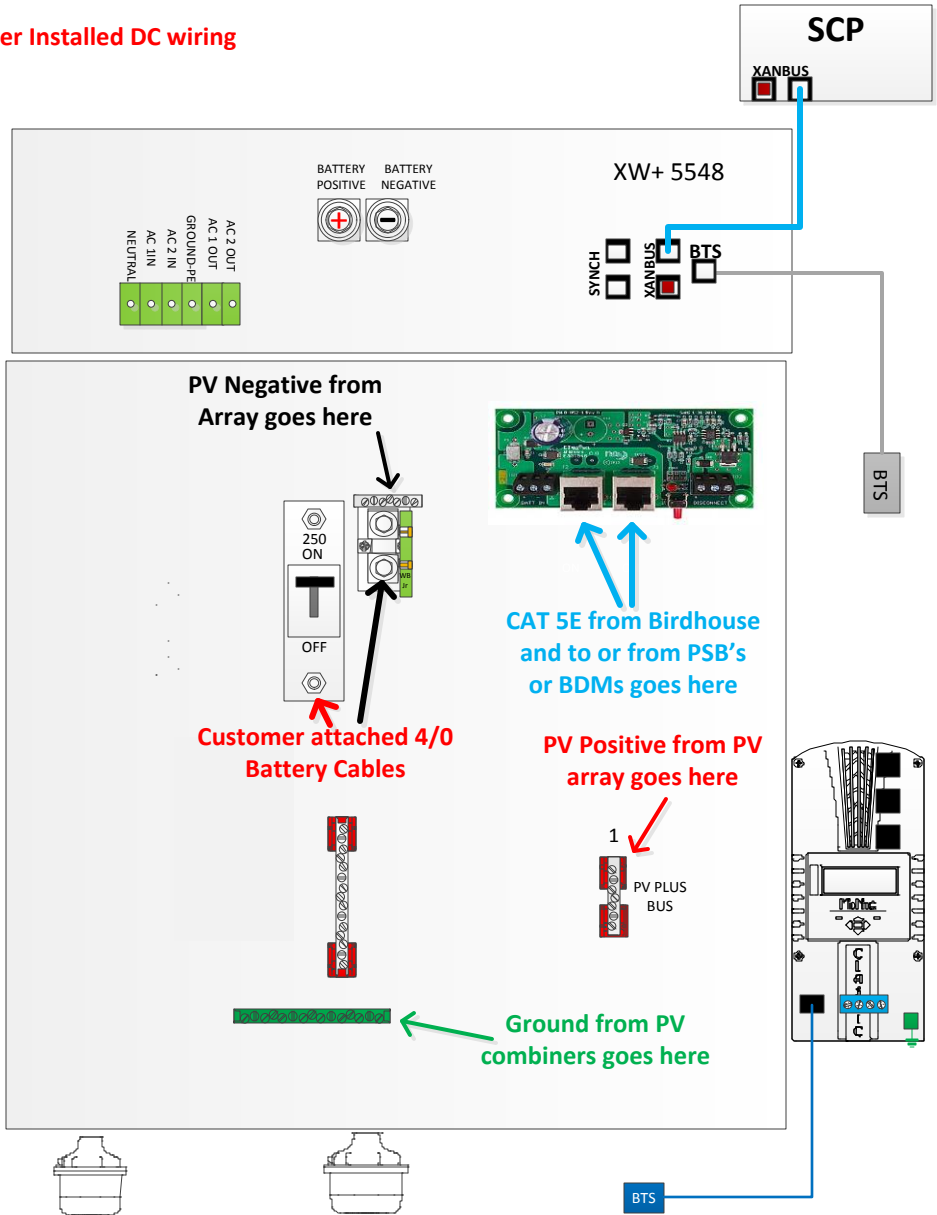 er Installed DC wiring
SCP
XANBUS
BATTERY POSITIVE
BATTERY NEGATIVE
XW+ 5548
NEUTRAL
AC 1IN
AC 2 IN
GROUND-PE
AC 1 OUT
AC 2 OUT
SYNCH
XANBUS
BTS
BTS
PV Negative from
Array goes here
250
ON
OFF
WB
Jr
CAT 5E from Birdhouse
and to or from PSB's
or BDMs goes here
Customer attached 4/0
Battery Cables
PV Positive from PV
array goes here
1
PV PLUS
BUS
Ground from PV
combiners goes here
Classic
BTS